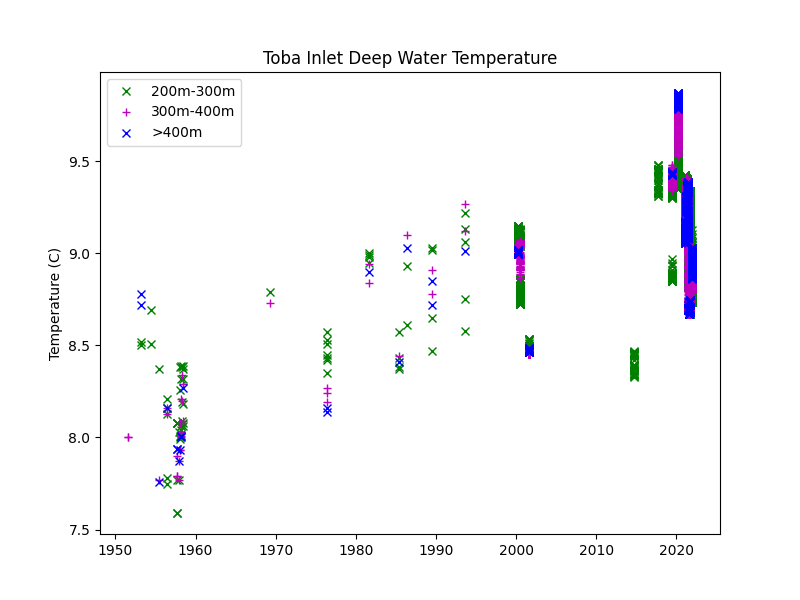 Toba Inlet Deep Water Temperature
200m-300m
300m-400m
>400m
Temperature (C)
9.5
9.0
8.5
8.0
7.5
1950 1960 1970 1980 1990 2000 2010 2020